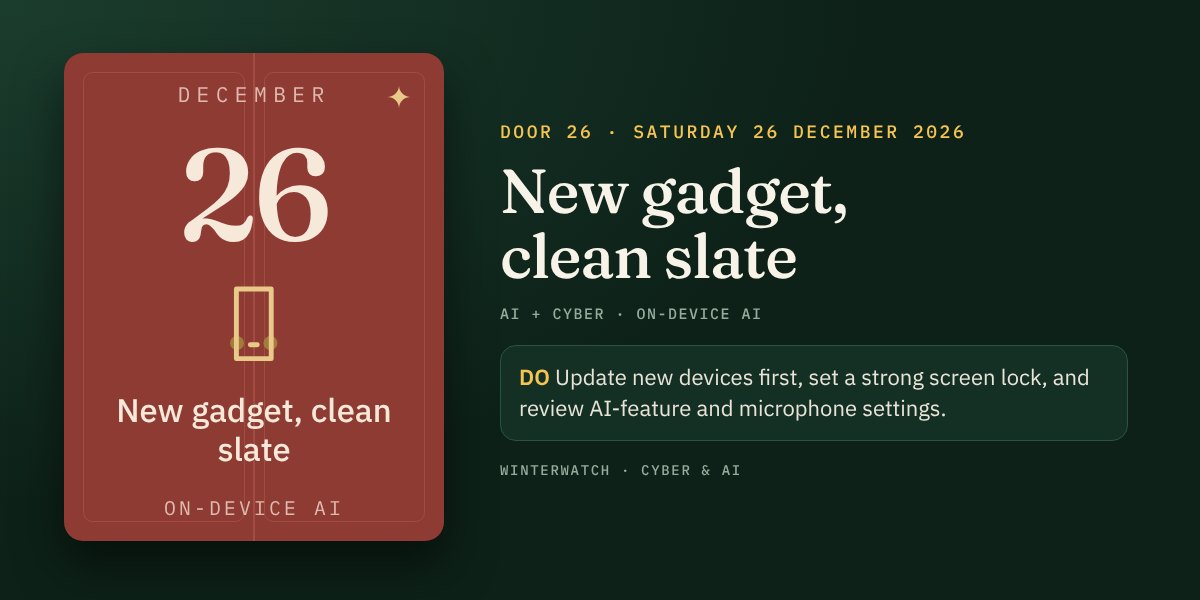 DECEMBER
26
New gadget, clean
slate
ON-DEVICE AI
DOOR 26 · SATURDAY 26 DECEMBER 2026
New gadget,
clean slate
AI + CYBER · ON-DEVICE AI
DO Update new devices first, set a strong screen lock, and
review AI-feature and microphone settings.
WINTERWATCH · CYBER & AI